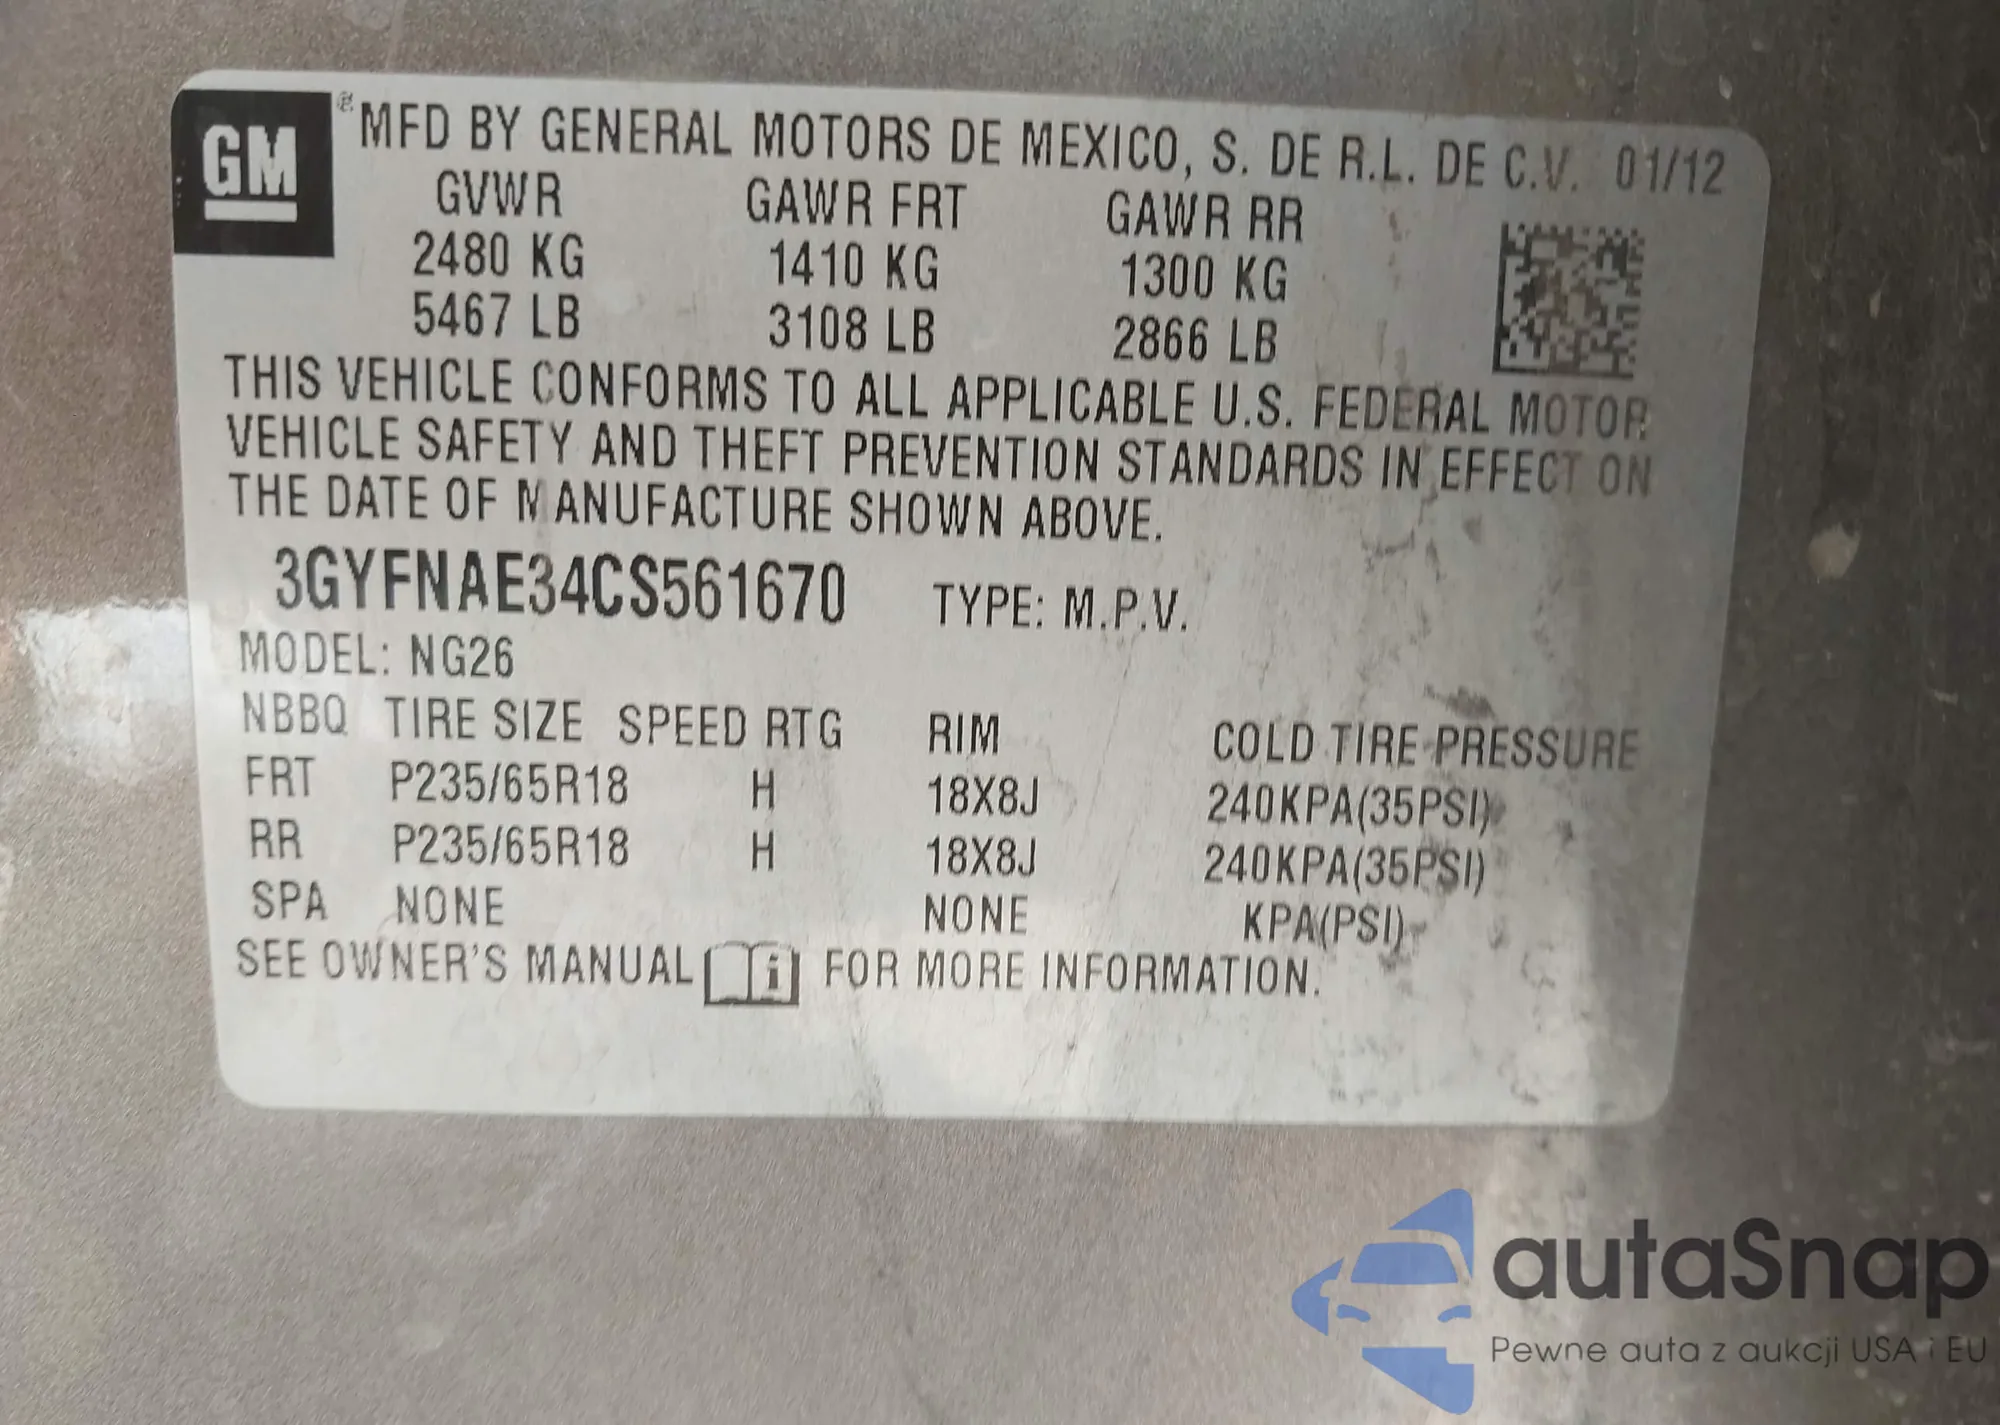 GM
® MFD BY GENERAL MOTORS DE MEXICO, S. DE R.L. DE C.V. 01/12
GVWR GAWR FRT GAWR RR
2480 KG 1410 KG 1300 KG
5467 LB 3108 LB 2866 LB
THIS VEHICLE CONFORMS TO ALL APPLICABLE U.S. FEDERAL MOTOR
VEHICLE SAFETY AND THEFT PREVENTION STANDARDS IN EFFECT ON
THE DATE OF MANUFACTURE SHOWN ABOVE.
3GYFNAE34CS561670 TYPE: M.P.V.
MODEL: NG26
NBBQ TIRE SIZE SPEED RTG RIM COLD TIRE PRESSURE
FRT P235/65R18 H 18X8J 240KPA(35PSI)
RR P235/65R18 H 18X8J 240KPA(35PSI)
SPA NONE NONE KPA(PSI)
SEE OWNER'S MANUAL FOR MORE INFORMATION.
autaSnap
Pewne auta z aukcji USA i EU